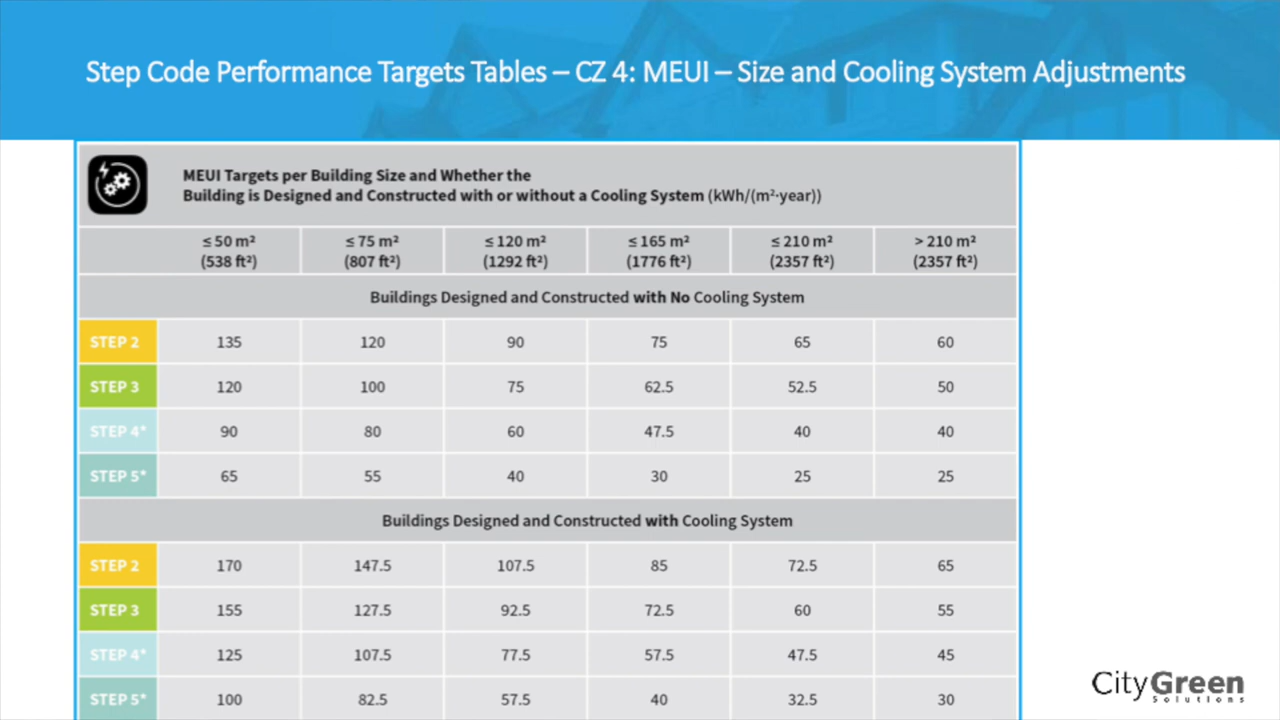 Step Code Performance Targets Tables – CZ 4: MEUI – Size and Cooling System Adjustments
MEUI Targets per Building Size and Whether the
Building is Designed and Constructed with or without a Cooling System (kWh/(m²·year))
≤ 50 m² ≤ 75 m² ≤ 120 m² ≤ 165 m² ≤ 210 m² > 210 m²
(538 ft²) (807 ft²) (1292 ft²) (1776 ft²) (2357 ft²) (2357 ft²)
Buildings Designed and Constructed with No Cooling System
STEP 2 135 120 90 75 65 60
STEP 3 120 100 75 62.5 52.5 50
STEP 4* 90 80 60 47.5 40 40
STEP 5* 65 55 40 30 25 25
Buildings Designed and Constructed with Cooling System
STEP 2 170 147.5 107.5 85 72.5 65
STEP 3 155 127.5 92.5 72.5 60 55
STEP 4* 125 107.5 77.5 57.5 47.5 45
STEP 5* 100 82.5 57.5 40 32.5 30
CityGreen
Solutions